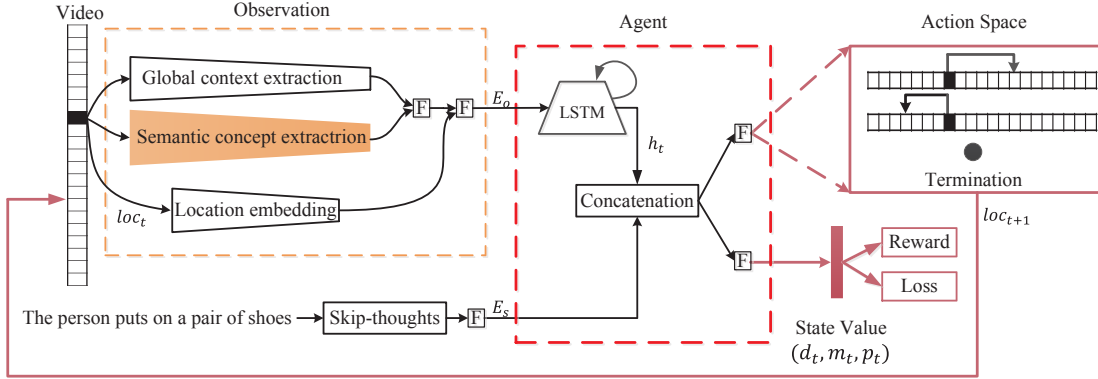 Video
Observation
Agent
Action Space
Global context extraction
Semantic concept extractrion
F
F
E_o
LSTM
h_t
F
Termination
loc_t
Location embedding
Concatenation
loc_{t+1}
F
Reward
Loss
The person puts on a pair of shoes
Skip-thoughts
F
E_s
State Value
(d_t, m_t, p_t)